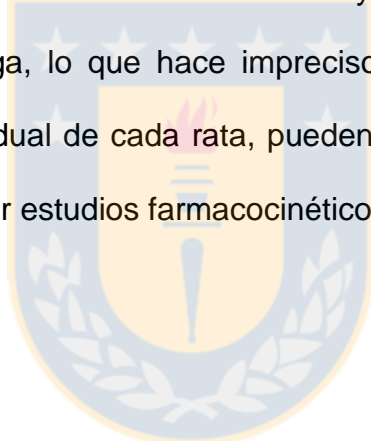 ga, lo que hace impreciso
dual de cada rata, pueden
r estudios farmacocinético